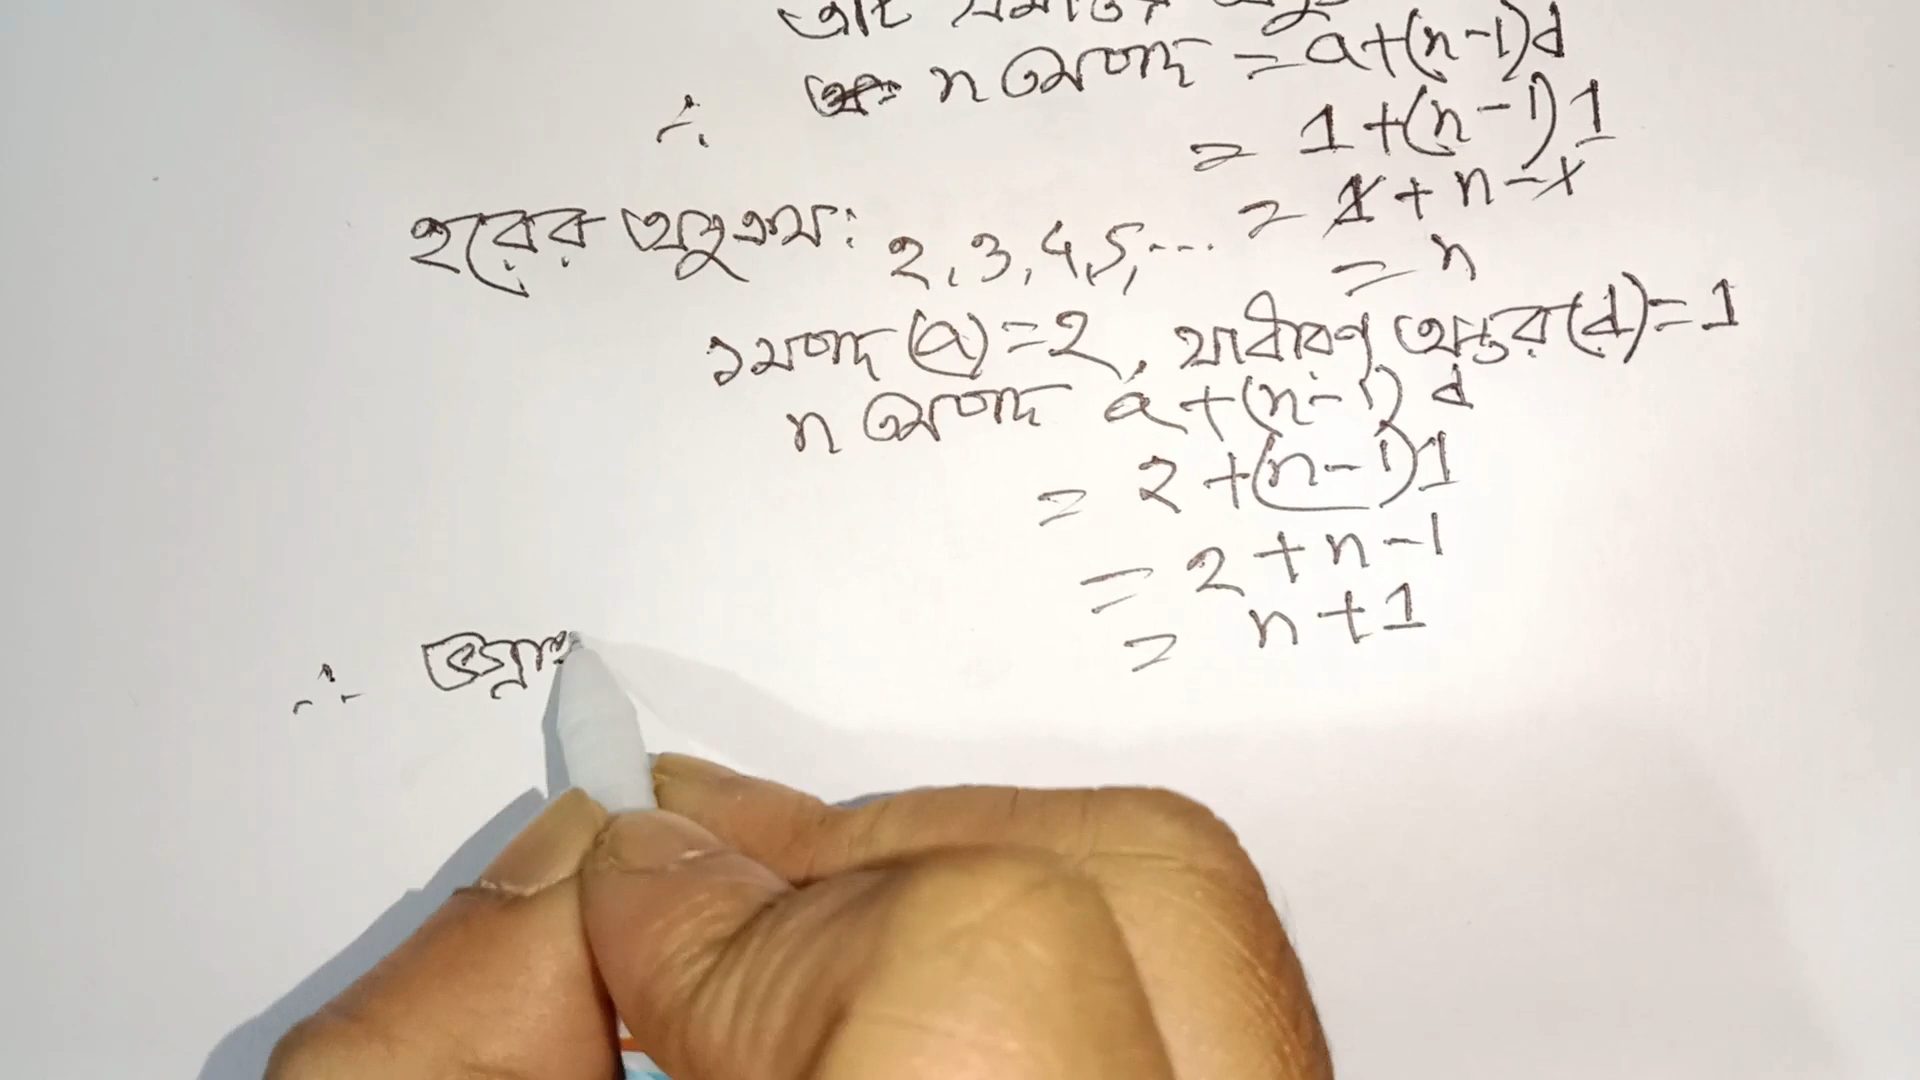 n তম পদ = a+(n-1)d
∴ = 1+(n-1)1
= 1+n-1
হরের অনুক্রম: 2,3,4,5,...
= n
১ম পদ (a)=2, সাধারণ অন্তর (d)=1
n তম পদ a+(n-1)d
= 2+(n-1)1
= 2+n-1
= n+1
∴ ভগ্নাং